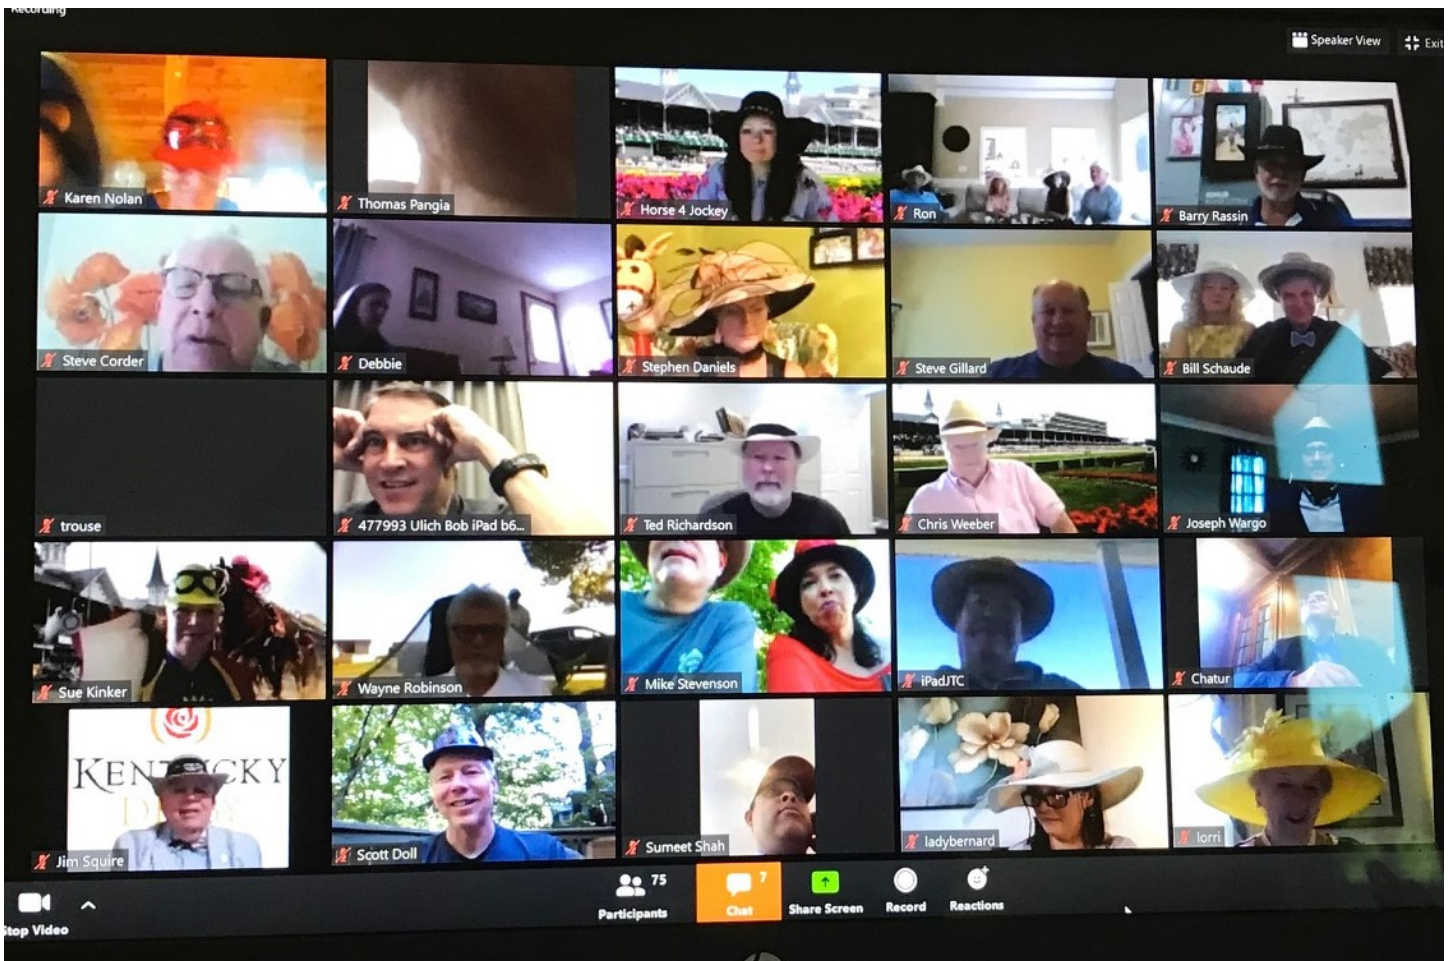 Recording
Speaker View
Exit
Karen Nolan
Thomas Pangia
Horse 4 Jockey
Ron
Barry Rassin
Steve Corder
Debbie
Stephen Daniels
Steve Gillard
Bill Schaude
trouse
477993 Ulich Bob iPad b6...
Ted Richardson
Chris Weeber
Joseph Wargo
Sue Kinker
Wayne Robinson
Mike Stevenson
iPadJTC
Chatur
KENTUCKY
Jim Squire
Scott Doll
Sumeet Shah
ladybernard
lorri
Stop Video
75
Participants
7
Chat
Share Screen
Record
Reactions